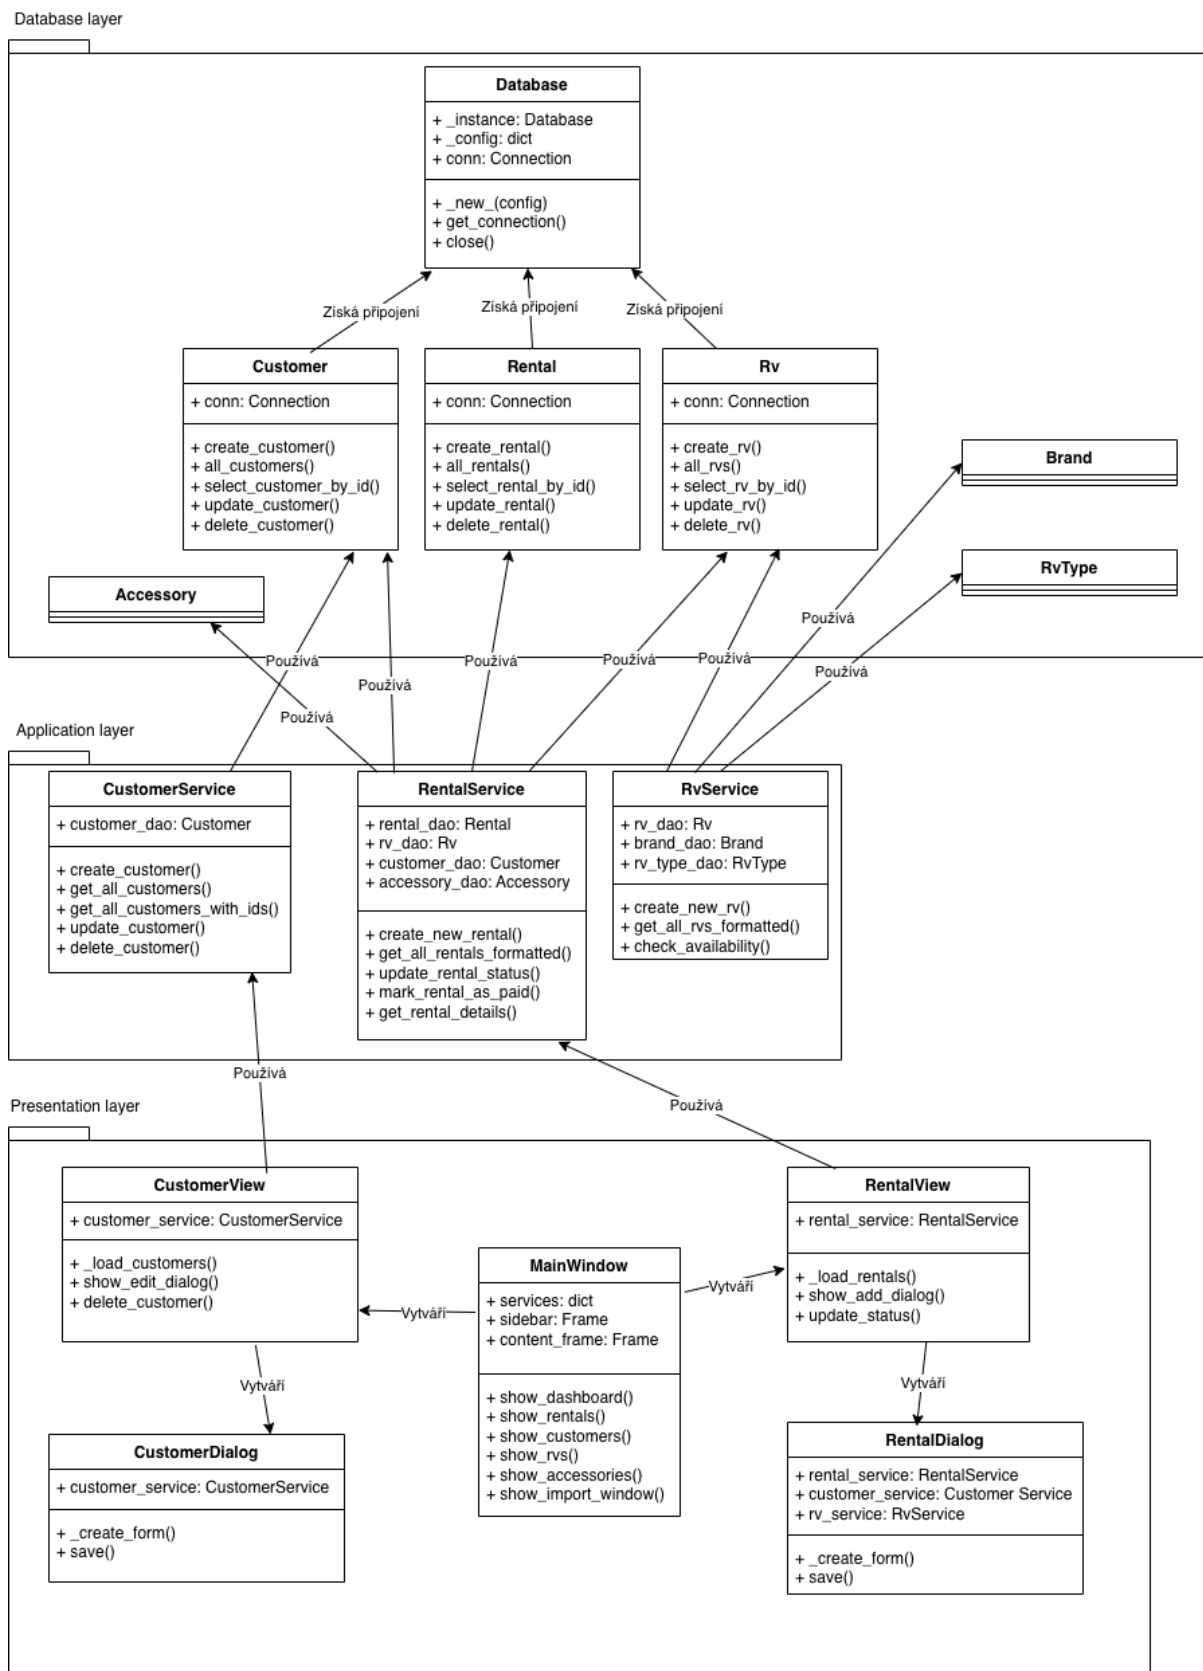 Database layer
Database
+ _instance: Database
+ _config: dict
+ conn: Connection
+ _new_(config)
+ get_connection()
+ close()
Získá připojení
Získá připojení
Získá připojení
Customer
+ conn: Connection
+ create_customer()
+ all_customers()
+ select_customer_by_id()
+ update_customer()
+ delete_customer()
Rental
+ conn: Connection
+ create_rental()
+ all_rentals()
+ select_rental_by_id()
+ update_rental()
+ delete_rental()
Rv
+ conn: Connection
+ create_rv()
+ all_rvs()
+ select_rv_by_id()
+ update_rv()
+ delete_rv()
Brand
RvType
Accessory
Používá
Používá
Používá
Používá
Používá
Používá
Používá
Používá
Application layer
CustomerService
+ customer_dao: Customer
+ create_customer()
+ get_all_customers()
+ get_all_customers_with_ids()
+ update_customer()
+ delete_customer()
RentalService
+ rental_dao: Rental
+ rv_dao: Rv
+ customer_dao: Customer
+ accessory_dao: Accessory
+ create_new_rental()
+ get_all_rentals_formatted()
+ update_rental_status()
+ mark_rental_as_paid()
+ get_rental_details()
RvService
+ rv_dao: Rv
+ brand_dao: Brand
+ rv_type_dao: RvType
+ create_new_rv()
+ get_all_rvs_formatted()
+ check_availability()
Používá
Používá
Presentation layer
CustomerView
+ customer_service: CustomerService
+ _load_customers()
+ show_edit_dialog()
+ delete_customer()
MainWindow
+ services: dict
+ sidebar: Frame
+ content_frame: Frame
+ show_dashboard()
+ show_rentals()
+ show_customers()
+ show_rvs()
+ show_accessories()
+ show_import_window()
RentalView
+ rental_service: RentalService
+ _load_rentals()
+ show_add_dialog()
+ update_status()
Vytváří
Vytváří
Vytváří
Vytváří
CustomerDialog
+ customer_service: CustomerService
+ _create_form()
+ save()
RentalDialog
+ rental_service: RentalService
+ customer_service: Customer Service
+ rv_service: RvService
+ _create_form()
+ save()